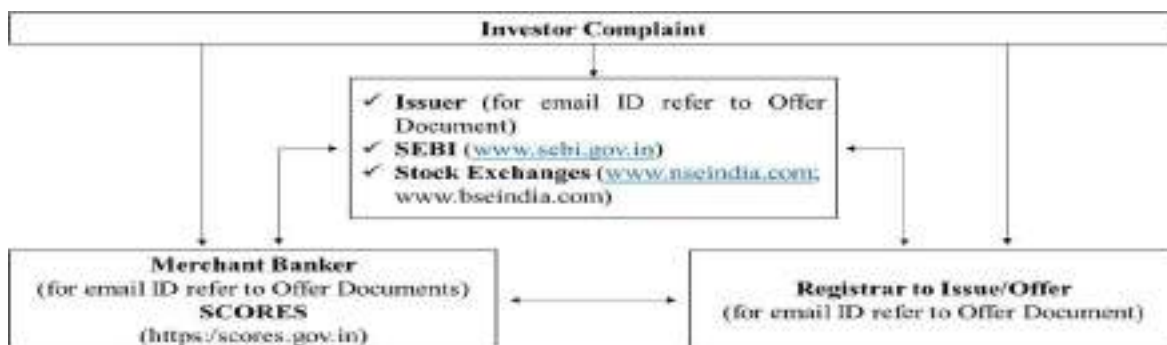 Investor Complaint
✓ Issuer (for email ID refer to Offer
Document)
✓ SEBI (www.sebi.gov.in)
✓ Stock Exchanges (www.nseindia.com;
www.bseindia.com)
Merchant Banker
(for email ID refer to Offer Documents)
SCORES
(https:/scores.gov.in)
Registrar to Issue/Offer
(for email ID refer to Offer Document)